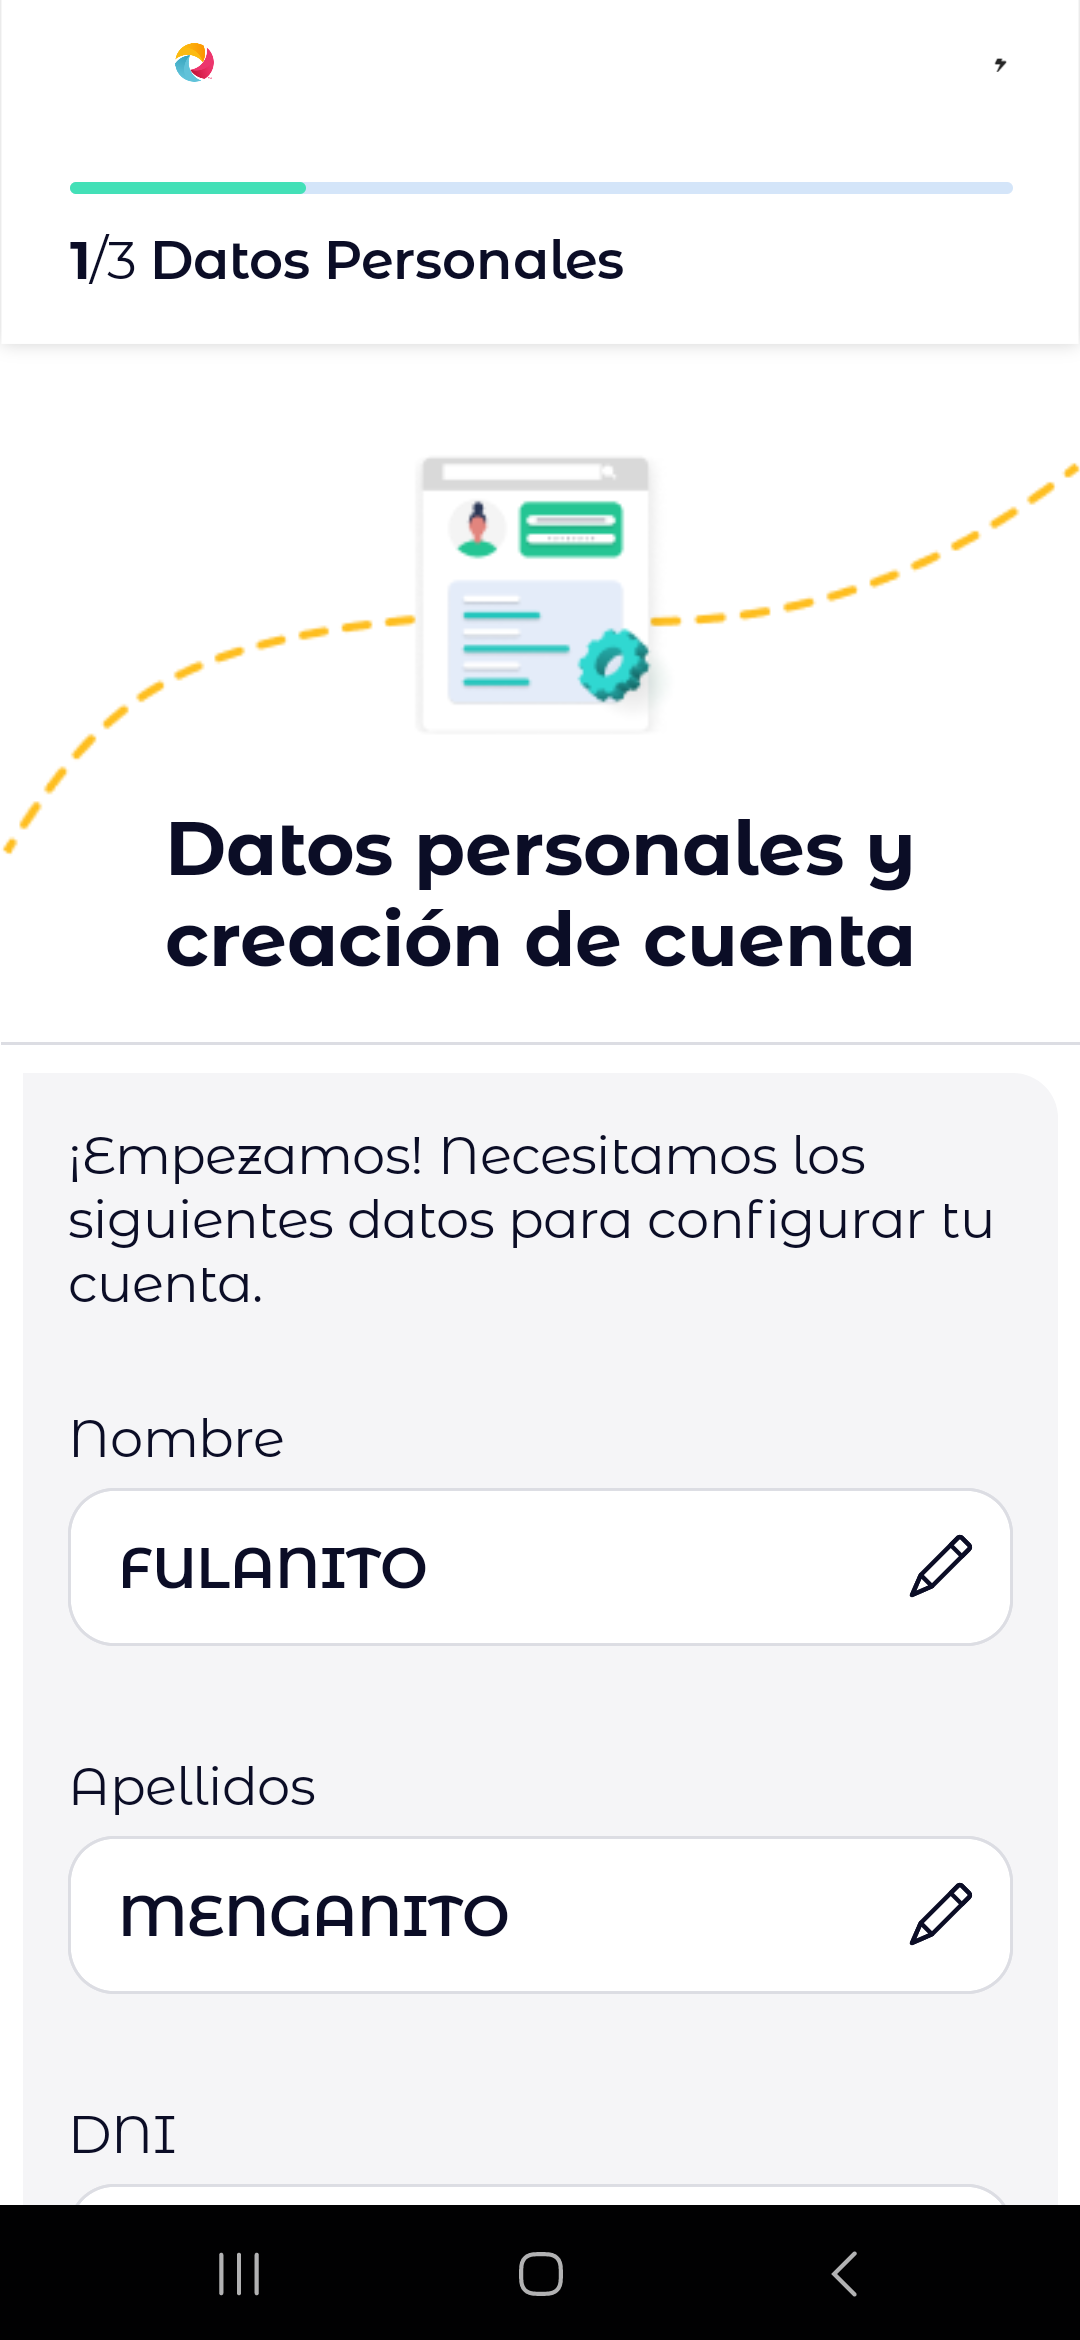 1/3 Datos Personales
Datos personales y
creación de cuenta
¡Empezamos! Necesitamos los
siguientes datos para configurar tu
cuenta.
Nombre
FULANITO
Apellidos
MENGANITO
DNI